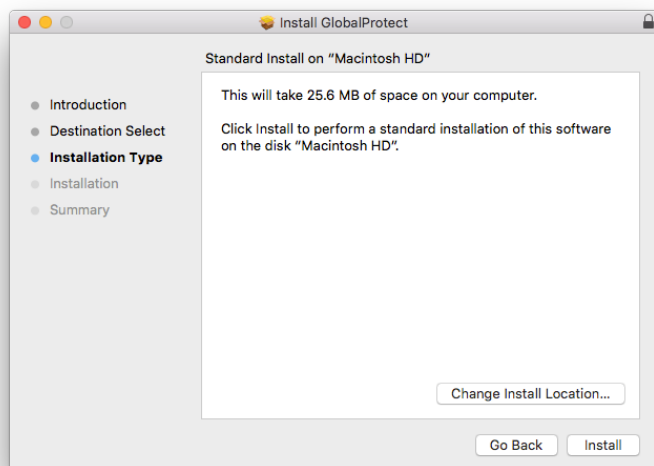 Install GlobalProtect
Standard Install on “Macintosh HD”
Introduction
Destination Select
Installation Type
Installation
Summary
This will take 25.6 MB of space on your computer.
Click Install to perform a standard installation of this software
on the disk “Macintosh HD”.
Change Install Location...
Go Back
Install